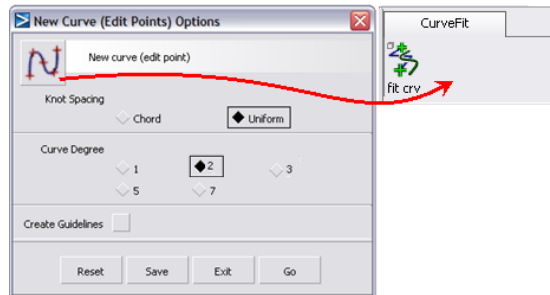 New Curve (Edit Points) Options
New curve (edit point)
Knot Spacing
Chord
Uniform
Curve Degree
1
2
3
5
7
Create Guidelines
Reset
Save
Exit
Go
CurveFit
fit crv